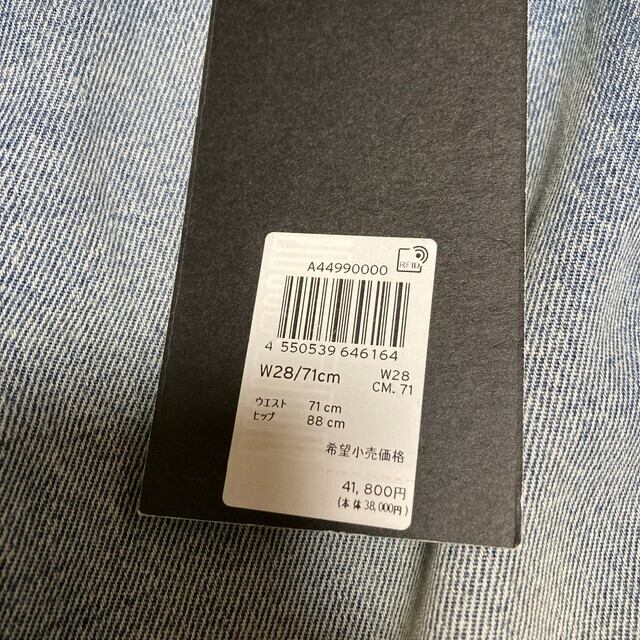 A44990000
RFID
4 550539 646164
W28/71cm W28
CM. 71
ウエスト 71 cm
ヒップ 88 cm
希望小売価格
41,800円
(本体38,000円)